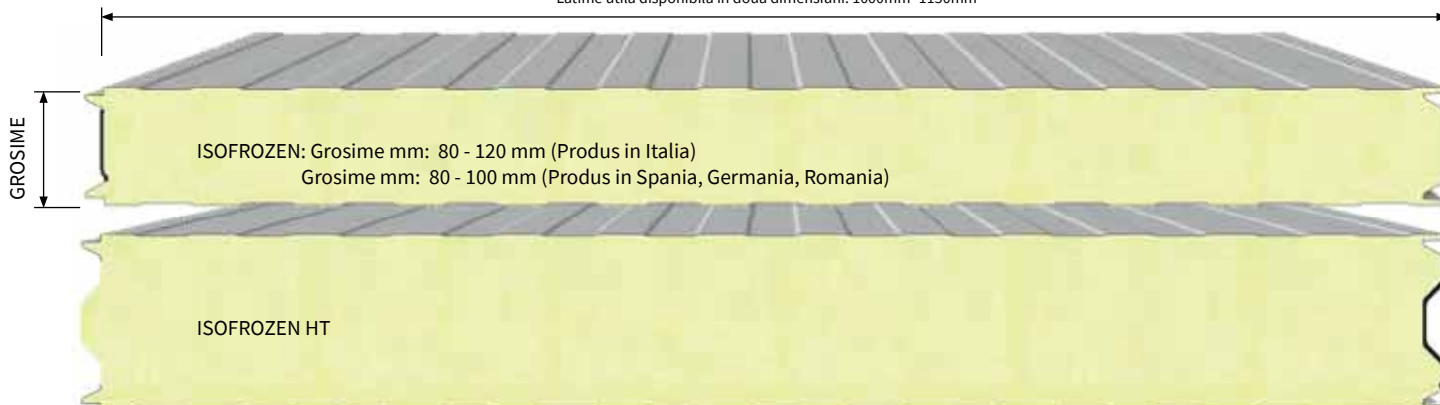 Latime utila disponibila in doua dimensiuni: 1000mm -1150mm
GROSIME
ISOFROZEN: Grosime mm: 80 - 120 mm (Produs in Italia)
Grosime mm: 80 - 100 mm (Produs in Spania, Germania, Romania)
ISOFROZEN HT